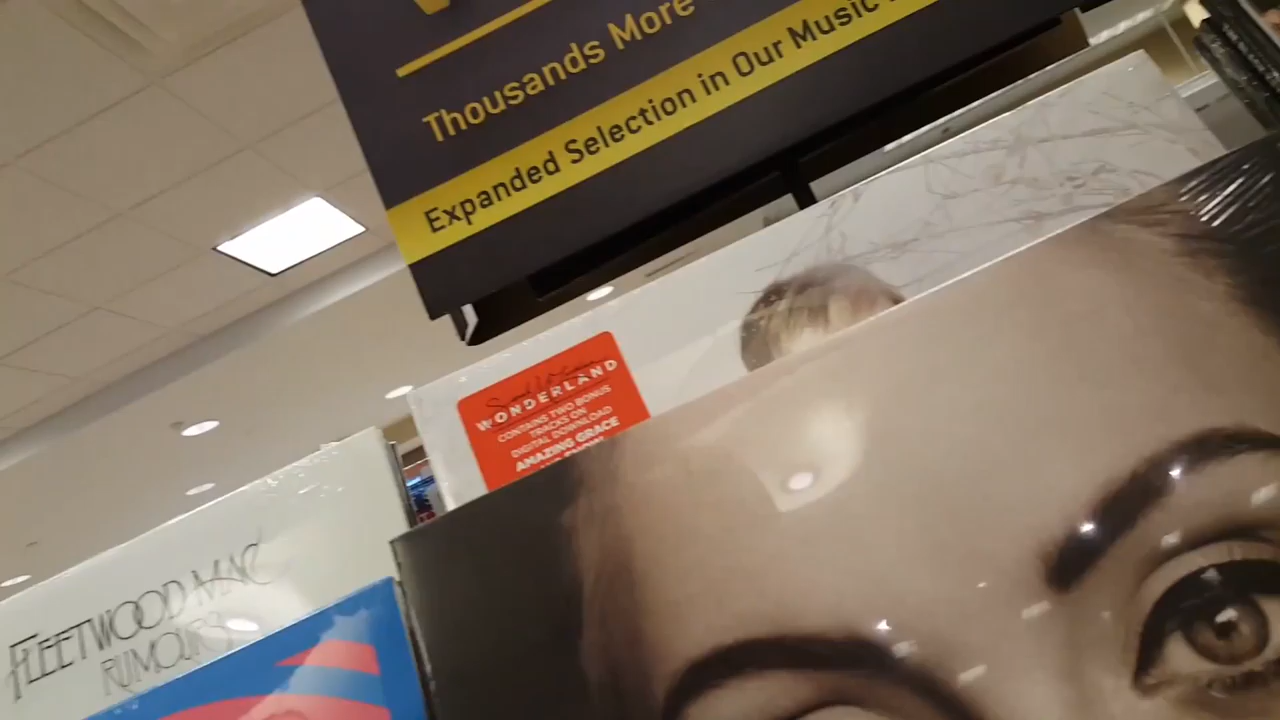 Thousands More
Expanded Selection in Our Music
WONDERLAND
CONTAINS TWO BONUS
TRACKS ON
DIGITAL DOWNLOAD
AMAZING GRACE
FLEETWOOD MAC
RUMOURS